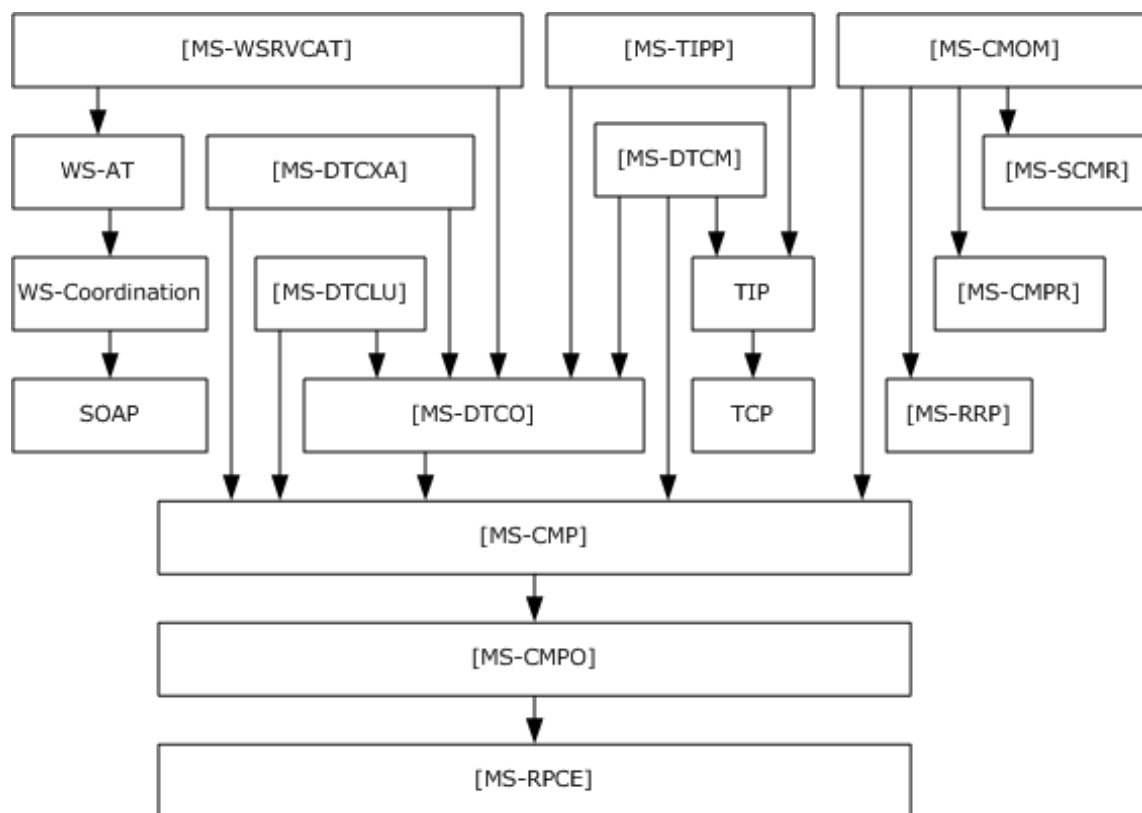 [MS-WSRVCAT]
[MS-TIPP]
[MS-CMOM]
WS-AT
[MS-DTCXA]
[MS-DTCM]
[MS-SCMR]
WS-Coordination
[MS-DTCLU]
TIP
[MS-CMPR]
SOAP
[MS-DTCO]
TCP
[MS-RRP]
[MS-CMP]
[MS-CMPO]
[MS-RPCE]